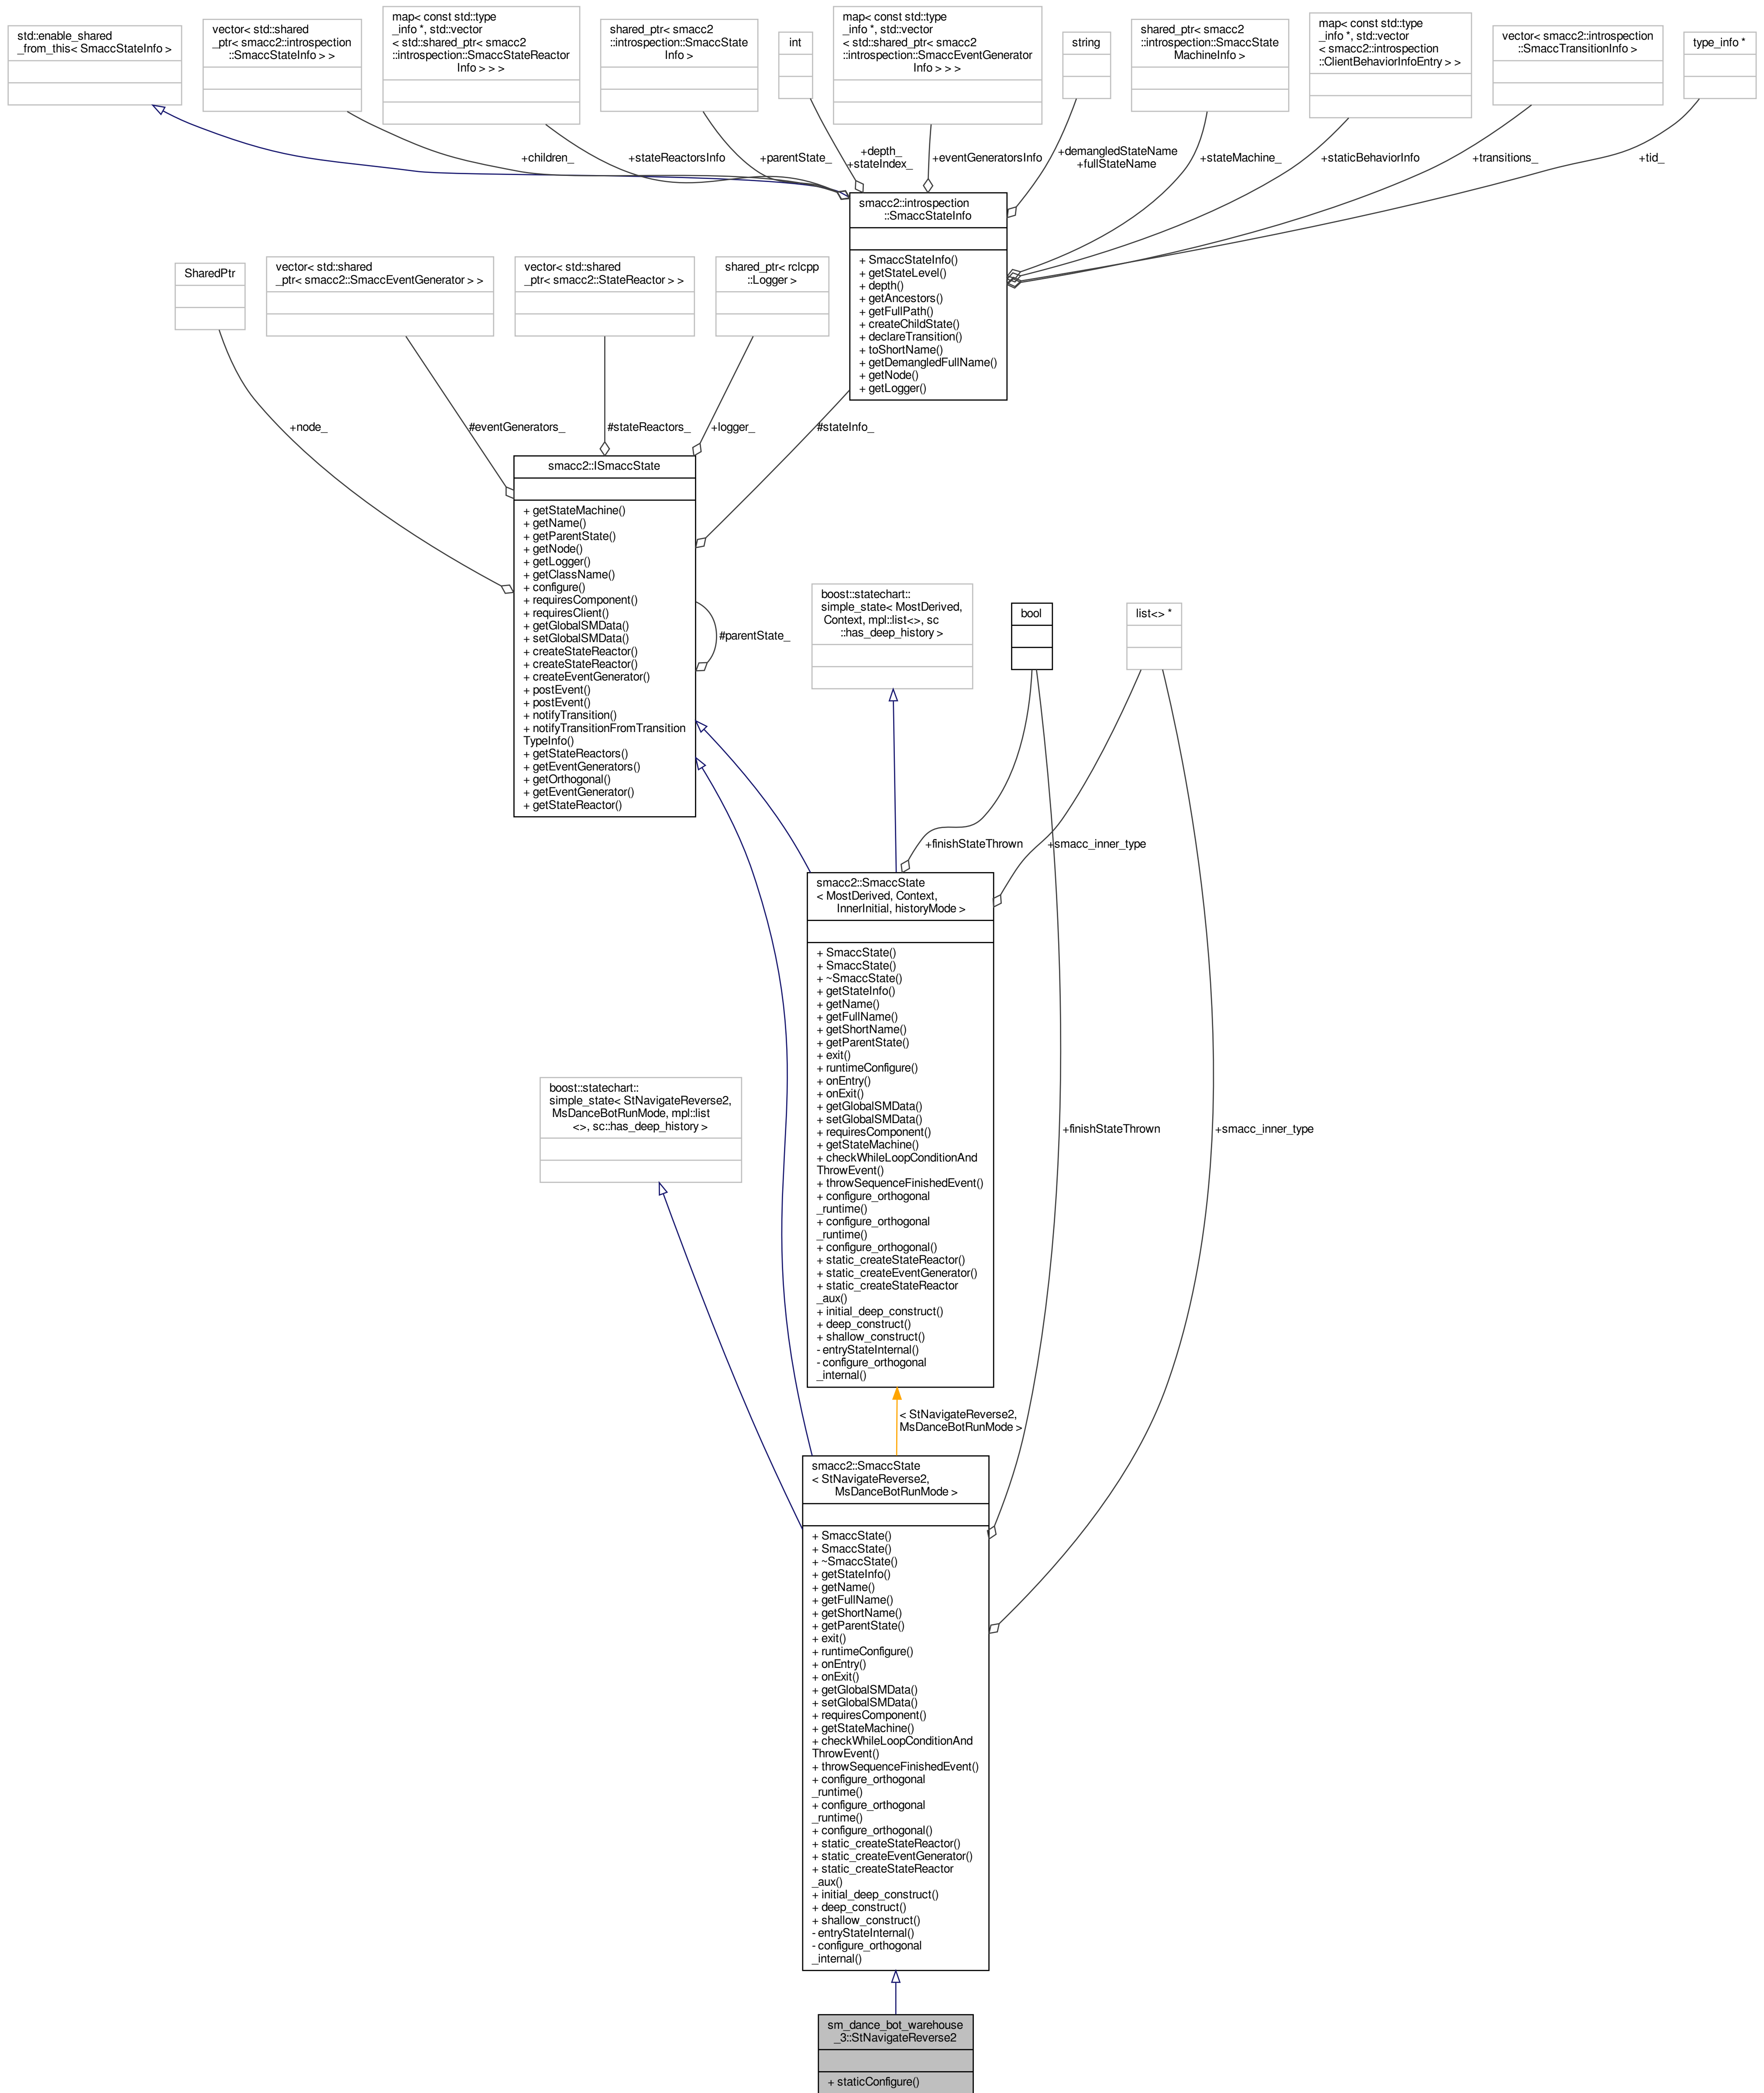 std::enable_shared
_from_this< SmaccStateInfo >
vector< std::shared
_ptr< smacc2::introspection
::SmaccStateInfo > >
map< const std::type
_info *, std::vector
< std::shared_ptr< smacc2
::introspection::SmaccStateReactor
Info > > >
shared_ptr< smacc2
::introspection::SmaccState
Info >
int
map< const std::type
_info *, std::vector
< std::shared_ptr< smacc2
::introspection::SmaccEventGenerator
Info > > >
string
shared_ptr< smacc2
::introspection::SmaccState
MachineInfo >
map< const std::type
_info *, std::vector
< smacc2::introspection
::ClientBehaviorInfoEntry > >
vector< smacc2::introspection
::SmaccTransitionInfo >
type_info *
+children_
+stateReactorsInfo
+parentState_
+depth_
+stateIndex_
+eventGeneratorsInfo
+demangledStateName
+fullStateName
+stateMachine_
+staticBehaviorInfo
+transitions_
+tid_
smacc2::introspection
::SmaccStateInfo
+ SmaccStateInfo()
+ getStateLevel()
+ depth()
+ getAncestors()
+ getFullPath()
+ createChildState()
+ declareTransition()
+ toShortName()
+ getDemangledFullName()
+ getNode()
+ getLogger()
SharedPtr
vector< std::shared
_ptr< smacc2::SmaccEventGenerator > >
vector< std::shared
_ptr< smacc2::StateReactor > >
shared_ptr< rclcpp
::Logger >
+node_
#eventGenerators_
#stateReactors_
+logger_
#stateInfo_
smacc2::ISmaccState
+ getStateMachine()
+ getName()
+ getParentState()
+ getNode()
+ getLogger()
+ getClassName()
+ configure()
+ requiresComponent()
+ requiresClient()
+ getGlobalSMData()
+ setGlobalSMData()
+ createStateReactor()
+ createStateReactor()
+ createEventGenerator()
+ postEvent()
+ postEvent()
+ notifyTransition()
+ notifyTransitionFromTransition
TypeInfo()
+ getStateReactors()
+ getEventGenerators()
+ getOrthogonal()
+ getEventGenerator()
+ getStateReactor()
#parentState_
boost::statechart::
simple_state< MostDerived,
Context, mpl::list<>, sc
::has_deep_history >
bool
list<> *
+finishStateThrown
+smacc_inner_type
smacc2::SmaccState
< MostDerived, Context,
InnerInitial, historyMode >
+ SmaccState()
+ SmaccState()
+ ~SmaccState()
+ getStateInfo()
+ getName()
+ getFullName()
+ getShortName()
+ getParentState()
+ exit()
+ runtimeConfigure()
+ onEntry()
+ onExit()
+ getGlobalSMData()
+ setGlobalSMData()
+ requiresComponent()
+ getStateMachine()
+ checkWhileLoopConditionAnd
ThrowEvent()
+ throwSequenceFinishedEvent()
+ configure_orthogonal
_runtime()
+ configure_orthogonal
_runtime()
+ configure_orthogonal()
+ static_createStateReactor()
+ static_createEventGenerator()
+ static_createStateReactor
_aux()
+ initial_deep_construct()
+ deep_construct()
+ shallow_construct()
- entryStateInternal()
- configure_orthogonal
_internal()
boost::statechart::
simple_state< StNavigateReverse2,
MsDanceBotRunMode, mpl::list
<>, sc::has_deep_history >
+finishStateThrown
+smacc_inner_type
< StNavigateReverse2,
MsDanceBotRunMode >
smacc2::SmaccState
< StNavigateReverse2,
MsDanceBotRunMode >
+ SmaccState()
+ SmaccState()
+ ~SmaccState()
+ getStateInfo()
+ getName()
+ getFullName()
+ getShortName()
+ getParentState()
+ exit()
+ runtimeConfigure()
+ onEntry()
+ onExit()
+ getGlobalSMData()
+ setGlobalSMData()
+ requiresComponent()
+ getStateMachine()
+ checkWhileLoopConditionAnd
ThrowEvent()
+ throwSequenceFinishedEvent()
+ configure_orthogonal
_runtime()
+ configure_orthogonal
_runtime()
+ configure_orthogonal()
+ static_createStateReactor()
+ static_createEventGenerator()
+ static_createStateReactor
_aux()
+ initial_deep_construct()
+ deep_construct()
+ shallow_construct()
- entryStateInternal()
- configure_orthogonal
_internal()
sm_dance_bot_warehouse
_3::StNavigateReverse2
+ staticConfigure()